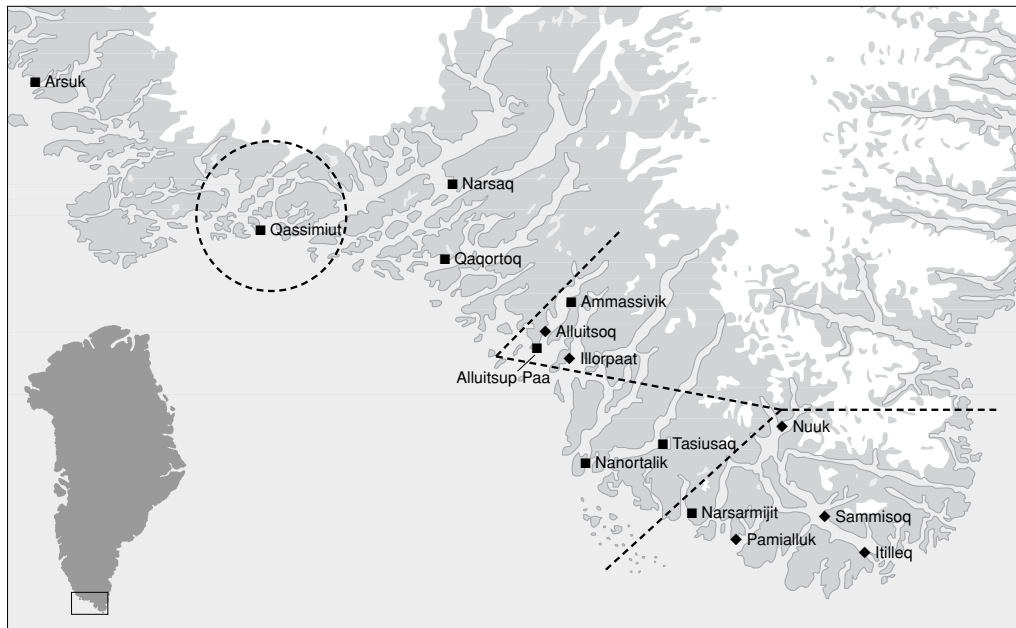 Arsuk
Narsaq
Qassimiut
Qaqortoq
Ammassivik
Alluitsoq
Illorpaat
Alluitsup Paa
Nuuk
Tasiusaq
Nanortalik
Narsarmijit
Sammisoq
Pamialluk
Itilleq